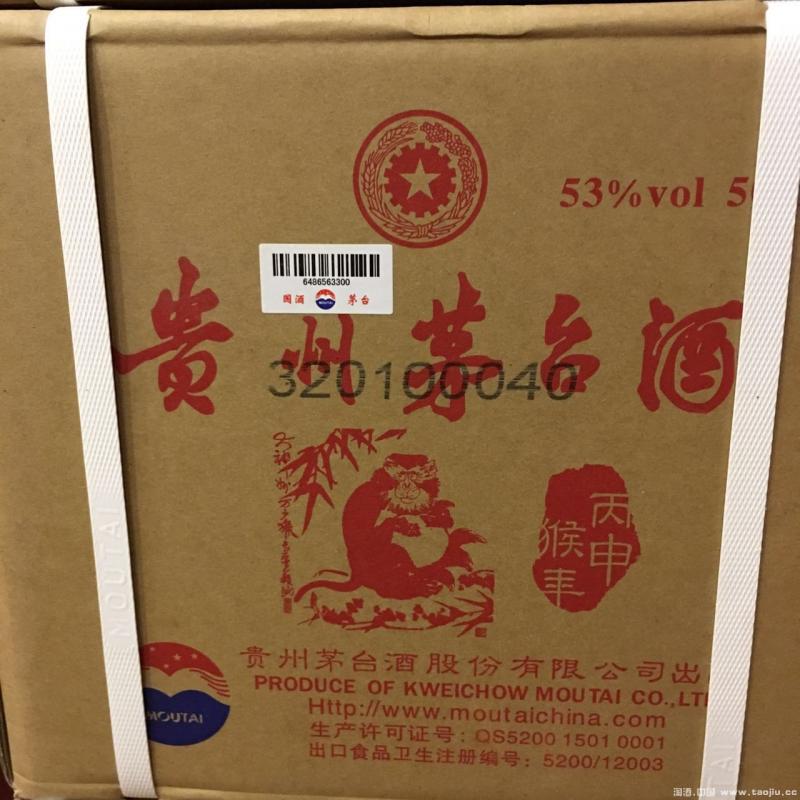 53%vol 5
6486563300
国酒 MOUTAI 茅台
贵州茅台酒
320100040
丙申
猴年
贵州茅台酒股份有限公司出
PRODUCE OF KWEICHOW MOUTAI CO.,LT
MOUTAI
Http://www.moutaichina.com
生产许可证号：QS5200 1501 0001
出口食品卫生注册编号：5200/12003
MOUTAI
国酒.中国 www.taojiu.cc